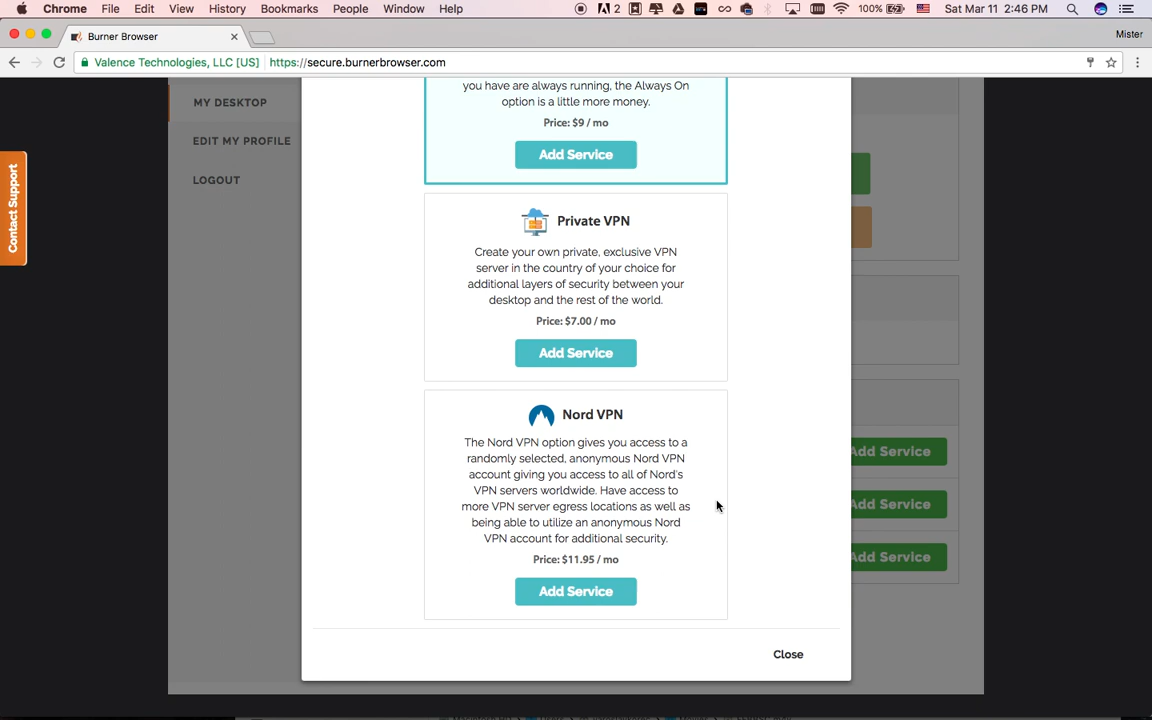 Chrome File Edit View History Bookmarks People Window Help 2 100% Sat Mar 11 2:46 PM
Burner Browser
Mister
Valence Technologies, LLC [US] https://secure.burnerbrowser.com
you have are always running, the Always On
option is a little more money.
Price: $9 / mo
Add Service
MY DESKTOP
EDIT MY PROFILE
LOGOUT
Contact Support
Private VPN
Create your own private, exclusive VPN
server in the country of your choice for
additional layers of security between your
desktop and the rest of the world.
Price: $7.00 / mo
Add Service
Nord VPN
The Nord VPN option gives you access to a
randomly selected, anonymous Nord VPN
account giving you access to all of Nord's
VPN servers worldwide. Have access to
more VPN server egress locations as well as
being able to utilize an anonymous Nord
VPN account for additional security.
Price: $11.95 / mo
Add Service
Add Service
Add Service
Add Service
Close